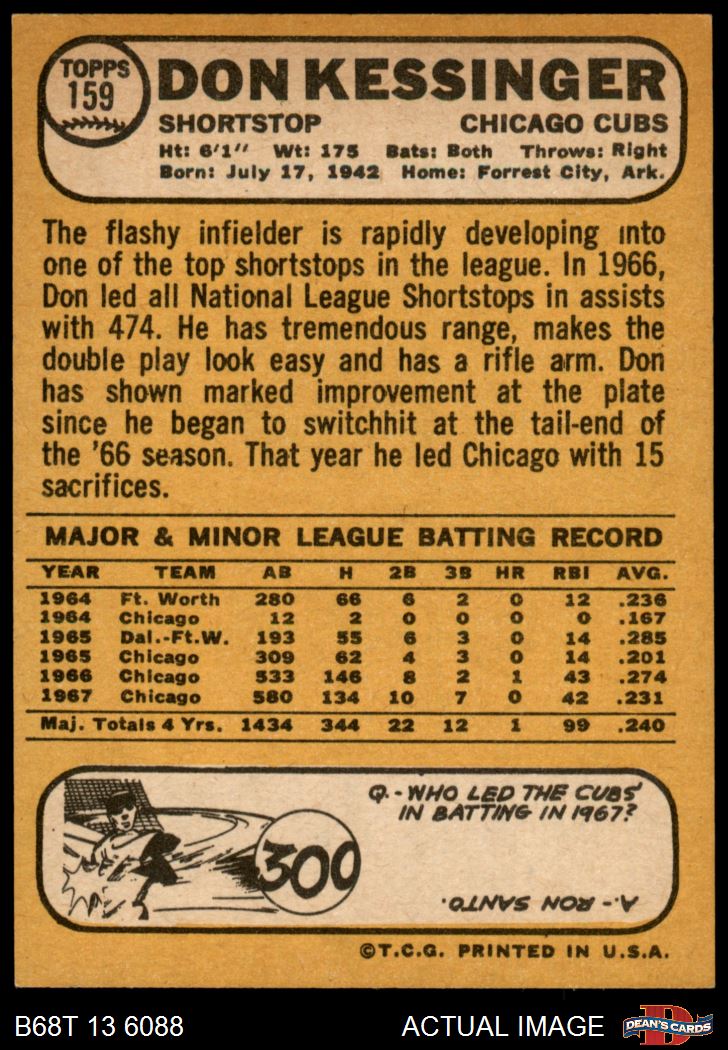 TOPPS
159
DON KESSINGER
SHORTSTOP CHICAGO CUBS
Ht: 6'1" Wt: 175 Bats: Both Throws: Right
Born: July 17, 1942 Home: Forrest City, Ark.
The flashy infielder is rapidly developing into
one of the top shortstops in the league. In 1966,
Don led all National League Shortstops in assists
with 474. He has tremendous range, makes the
double play look easy and has a rifle arm. Don
has shown marked improvement at the plate
since he began to switchhit at the tail-end of
the '66 season. That year he led Chicago with 15
sacrifices.
MAJOR & MINOR LEAGUE BATTING RECORD
YEAR TEAM AB H 2B 3B HR RBI AVG.
1964 Ft. Worth 280 66 6 2 0 12 .236
1964 Chicago 12 2 0 0 0 0 .167
1965 Dal.-Ft.W. 193 55 6 3 0 14 .285
1965 Chicago 309 62 4 3 0 14 .201
1966 Chicago 533 146 8 2 1 43 .274
1967 Chicago 580 134 10 7 0 42 .231
Maj. Totals 4 Yrs. 1434 344 22 12 1 99 .240
Q.- WHO LED THE CUBS'
IN BATTING IN 1967?
300
A.- RON SANTO.
©T.C.G. PRINTED IN U.S.A.
B68T 13 6088 ACTUAL IMAGE
D
DEAN'S CARDS